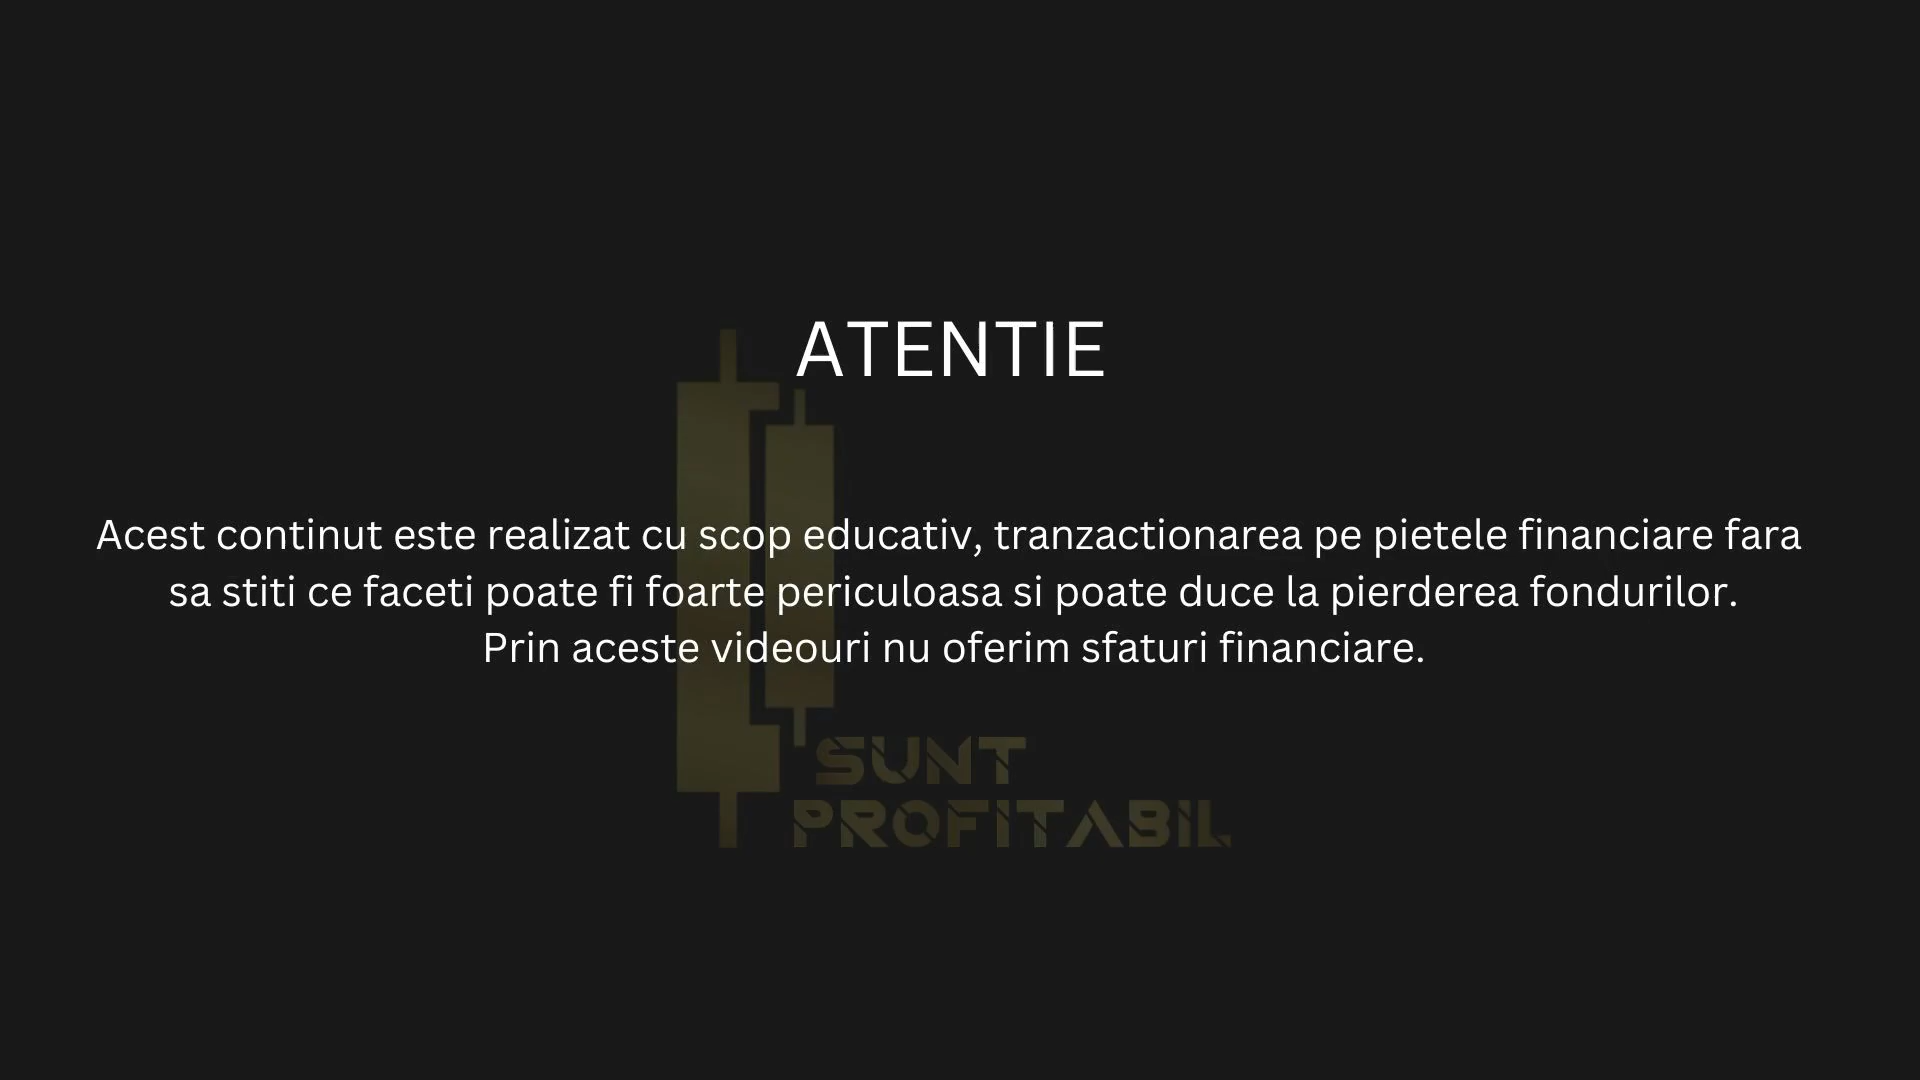 ATENTIE
Acest continut este realizat cu scop educativ, tranzactionarea pe pietele financiare fara
sa stiti ce faceti poate fi foarte periculoasa si poate duce la pierderea fondurilor.
Prin aceste videouri nu oferim sfaturi financiare.
SUNT
PROFITABIL